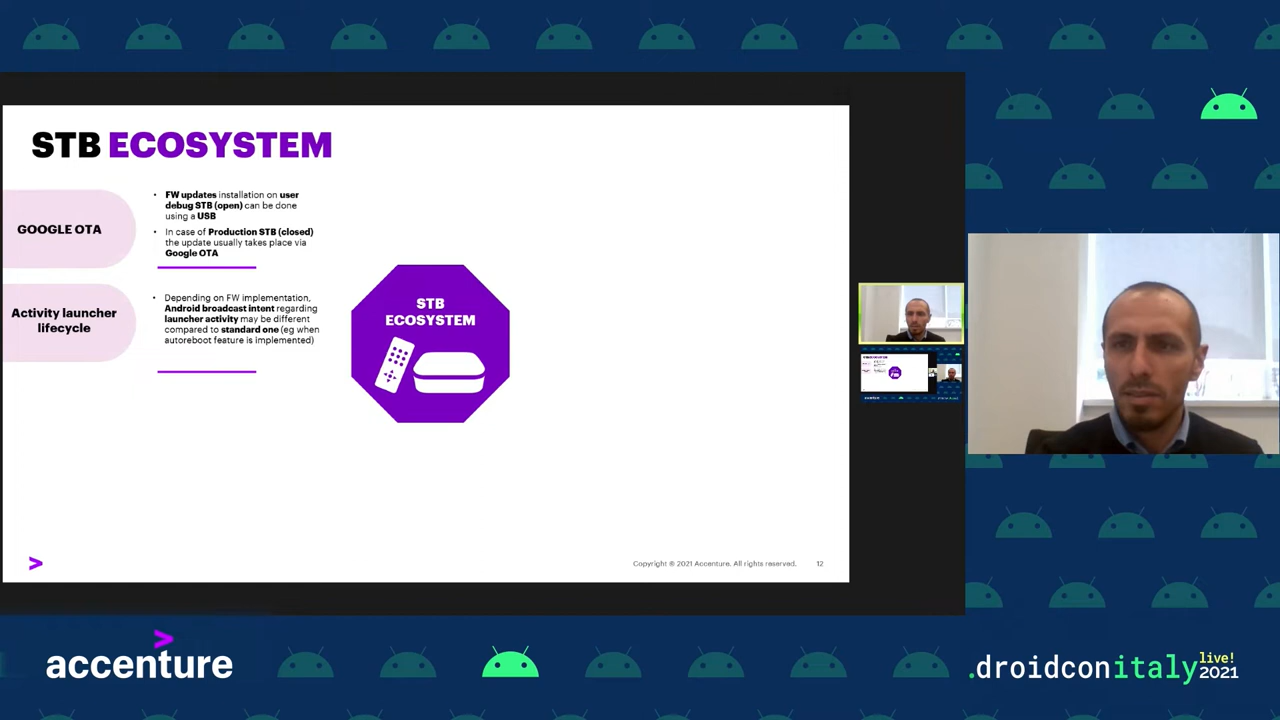 STB ECOSYSTEM
GOOGLE OTA
• FW updates installation on user
debug STB (open) can be done
using a USB
• In case of Production STB (closed)
the update usually takes place via
Google OTA
Activity launcher
lifecycle
• Depending on FW implementation,
Android broadcast intent regarding
launcher activity may be different
compared to standard one (eg when
autoreboot feature is implemented)
STB
ECOSYSTEM
>
Copyright © 2021 Accenture. All rights reserved. 12
accenture
.droidconitaly live! 2021